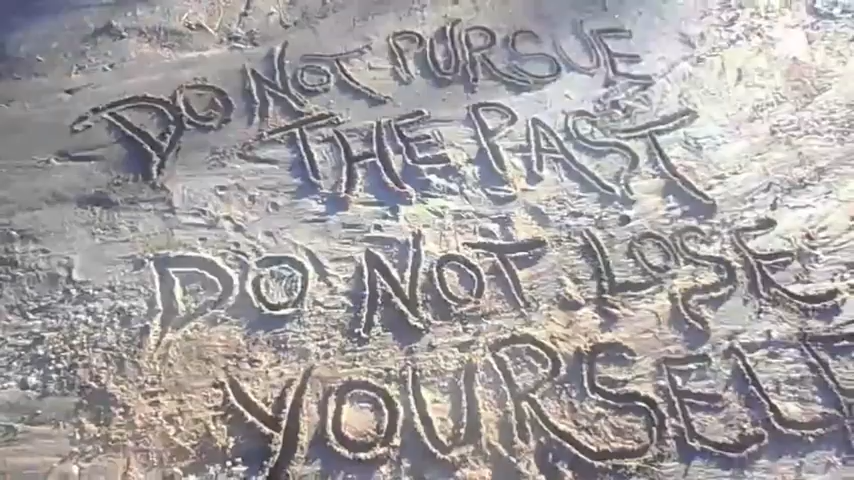 DO NOT PURSUE
THE PAST
DO NOT LOSE
YOURSELF